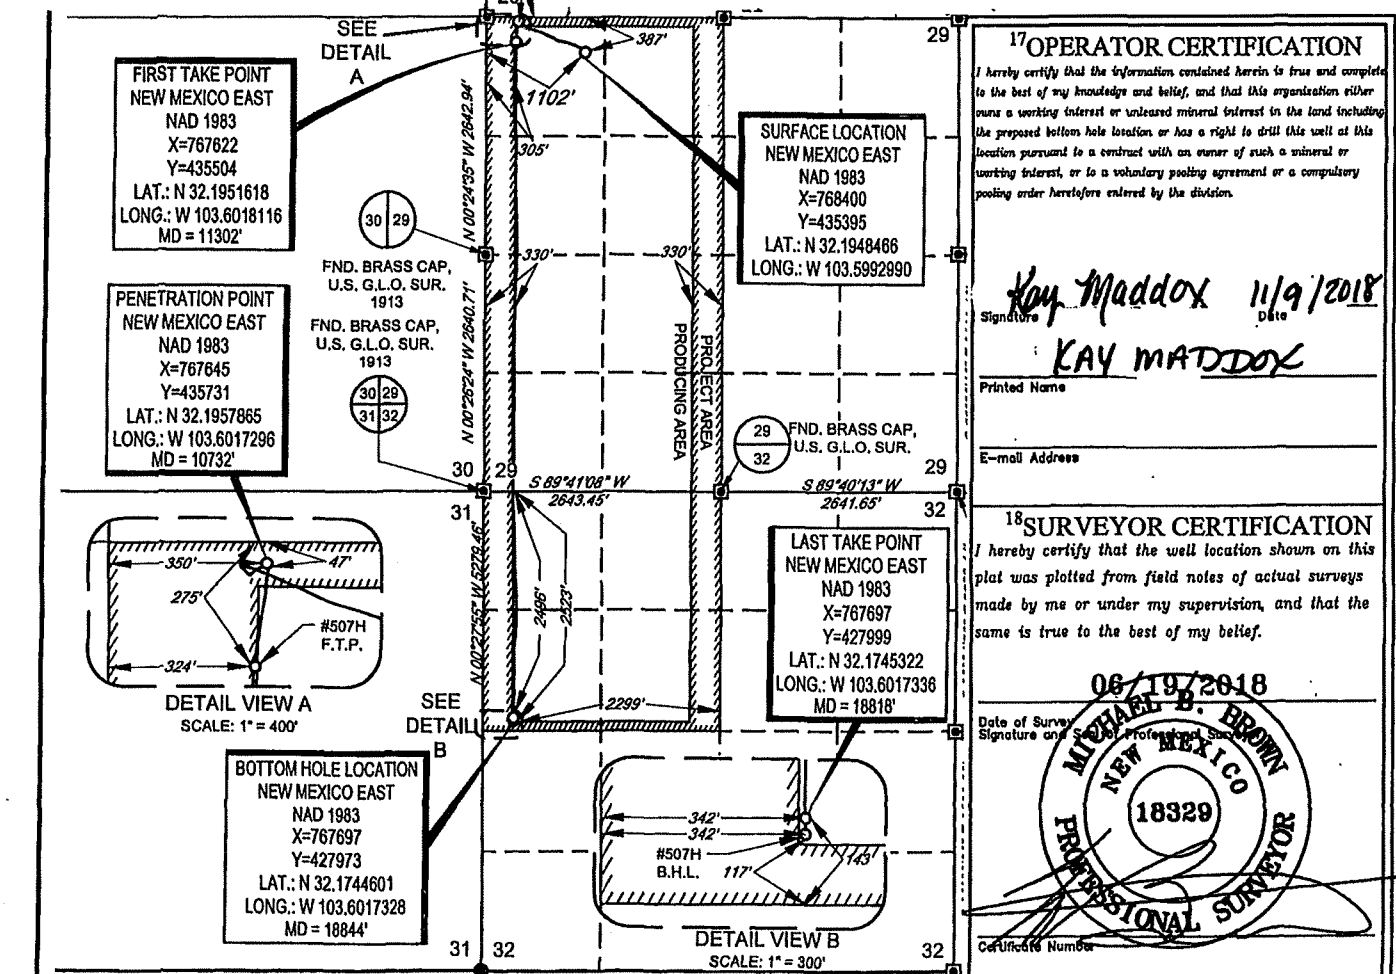 SEE
DETAIL
A
29
387'
1102'
305'
FIRST TAKE POINT
NEW MEXICO EAST
NAD 1983
X=767622
Y=435504
LAT.: N 32.1951618
LONG.: W 103.6018116
MD = 11302'
N 00°24'35" W 2642.94'
SURFACE LOCATION
NEW MEXICO EAST
NAD 1983
X=768400
Y=435395
LAT.: N 32.1948466
LONG.: W 103.5992990
30 29
FND. BRASS CAP,
U.S. G.L.O. SUR.
1913
330'
330'
PENETRATION POINT
NEW MEXICO EAST
NAD 1983
X=767645
Y=435731
LAT.: N 32.1957865
LONG.: W 103.6017296
MD = 10732'
FND. BRASS CAP,
U.S. G.L.O. SUR.
1913
30 29
31 32
N 00°26'24" W 2640.71'
PROJECT AREA
PRODUCING AREA
29
32
FND. BRASS CAP,
U.S. G.L.O. SUR.
30 29
29
S 89°41'08" W
2643.45'
S 89°40'13" W
2641.65'
31
32
N 00°27'55" W 5279.46'
2496'
2523'
350'
47'
275'
#507H
F.T.P.
324'
DETAIL VIEW A
SCALE: 1" = 400'
LAST TAKE POINT
NEW MEXICO EAST
NAD 1983
X=767697
Y=427999
LAT.: N 32.1745322
LONG.: W 103.6017336
MD = 18818'
SEE
DETAIL
B
2299'
BOTTOM HOLE LOCATION
NEW MEXICO EAST
NAD 1983
X=767697
Y=427973
LAT.: N 32.1744601
LONG.: W 103.6017328
MD = 18844'
342'
342'
#507H
B.H.L.
117'
143'
DETAIL VIEW B
SCALE: 1" = 300'
31 32
32
17 OPERATOR CERTIFICATION
I hereby certify that the information contained herein is true and complete
to the best of my knowledge and belief, and that this organization either
owns a working interest or unleased mineral interest in the land including
the proposed bottom hole location or has a right to drill this well at this
location pursuant to a contract with an owner of such a mineral or
working interest, or to a voluntary pooling agreement or a compulsory
pooling order heretofore entered by the division.
Kay Maddox 11/9/2018
Signature Date
KAY MADDOX
Printed Name
E-mail Address
18 SURVEYOR CERTIFICATION
I hereby certify that the well location shown on this
plat was plotted from field notes of actual surveys
made by me or under my supervision, and that the
same is true to the best of my belief.
06/19/2018
Date of Survey
Signature and Seal of Professional Surveyor
MICHAEL B. BROWN
NEW MEXICO
18329
PROFESSIONAL SURVEYOR
Certificate Number